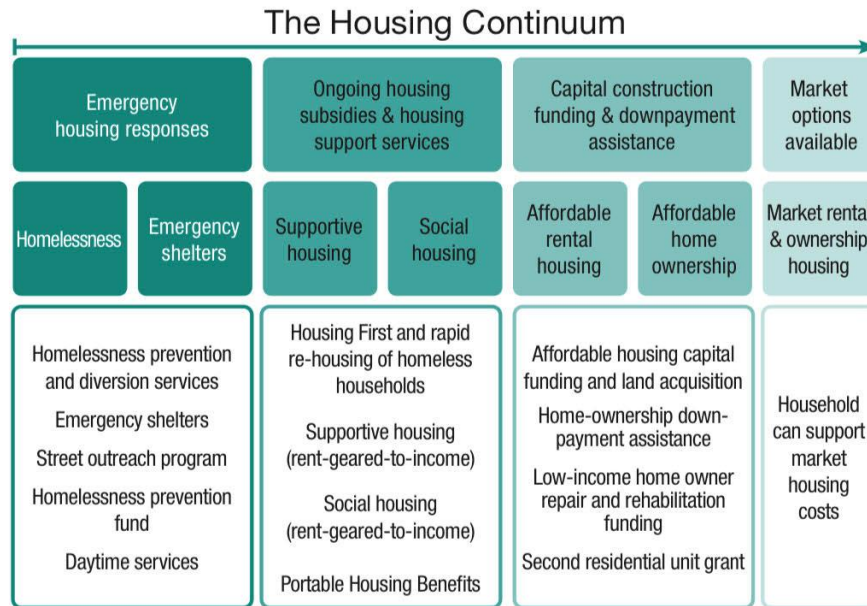 The Housing Continuum
Emergency
housing responses
Ongoing housing
subsidies & housing
support services
Capital construction
funding & downpayment
assistance
Market
options
available
Homelessness
Emergency
shelters
Supportive
housing
Social
housing
Affordable
rental
housing
Affordable
home
ownership
Market rental
& ownership
housing
Homelessness prevention
and diversion services
Emergency shelters
Street outreach program
Homelessness prevention
fund
Daytime services
Housing First and rapid
re-housing of homeless
households
Supportive housing
(rent-geared-to-income)
Social housing
(rent-geared-to-income)
Portable Housing Benefits
Affordable housing capital
funding and land acquisition
Home-ownership down-
payment assistance
Low-income home owner
repair and rehabilitation
funding
Second residential unit grant
Household
can support
market
housing
costs